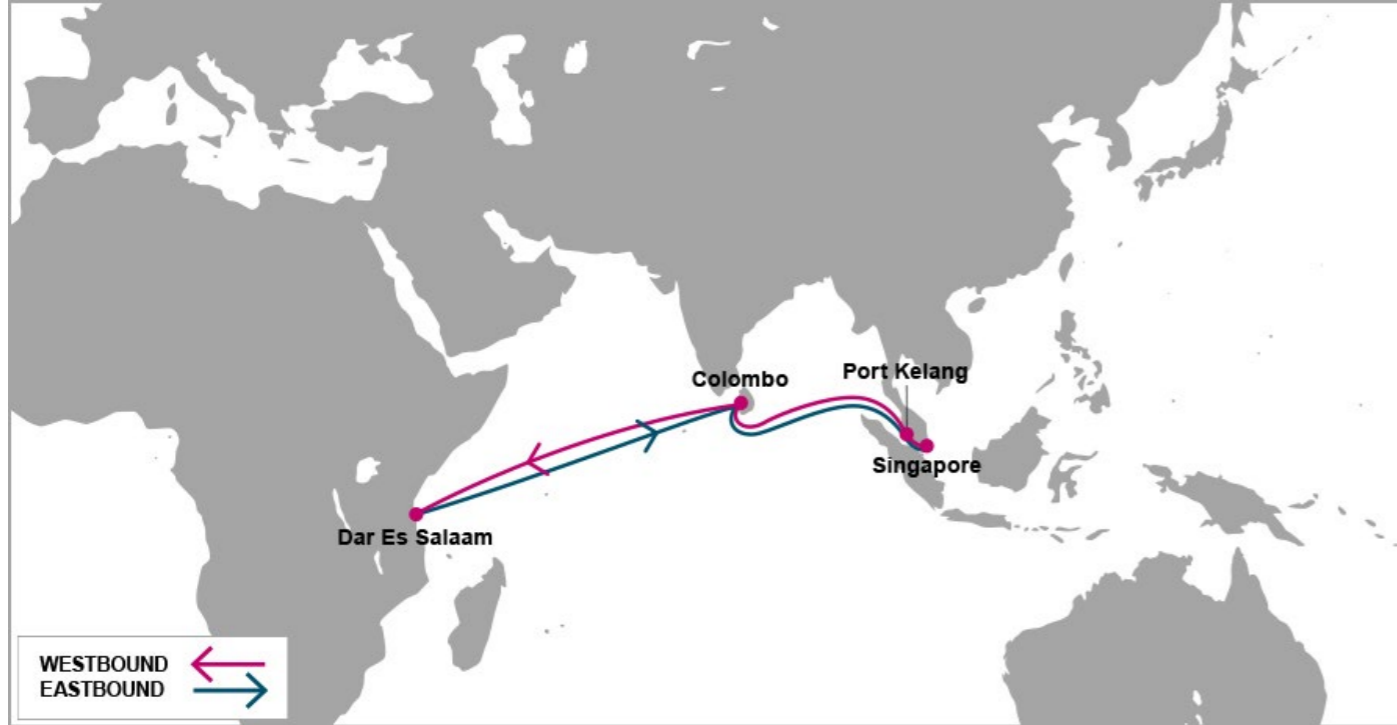 Colombo
Port Kelang
Singapore
Dar Es Salaam
WESTBOUND
EASTBOUND